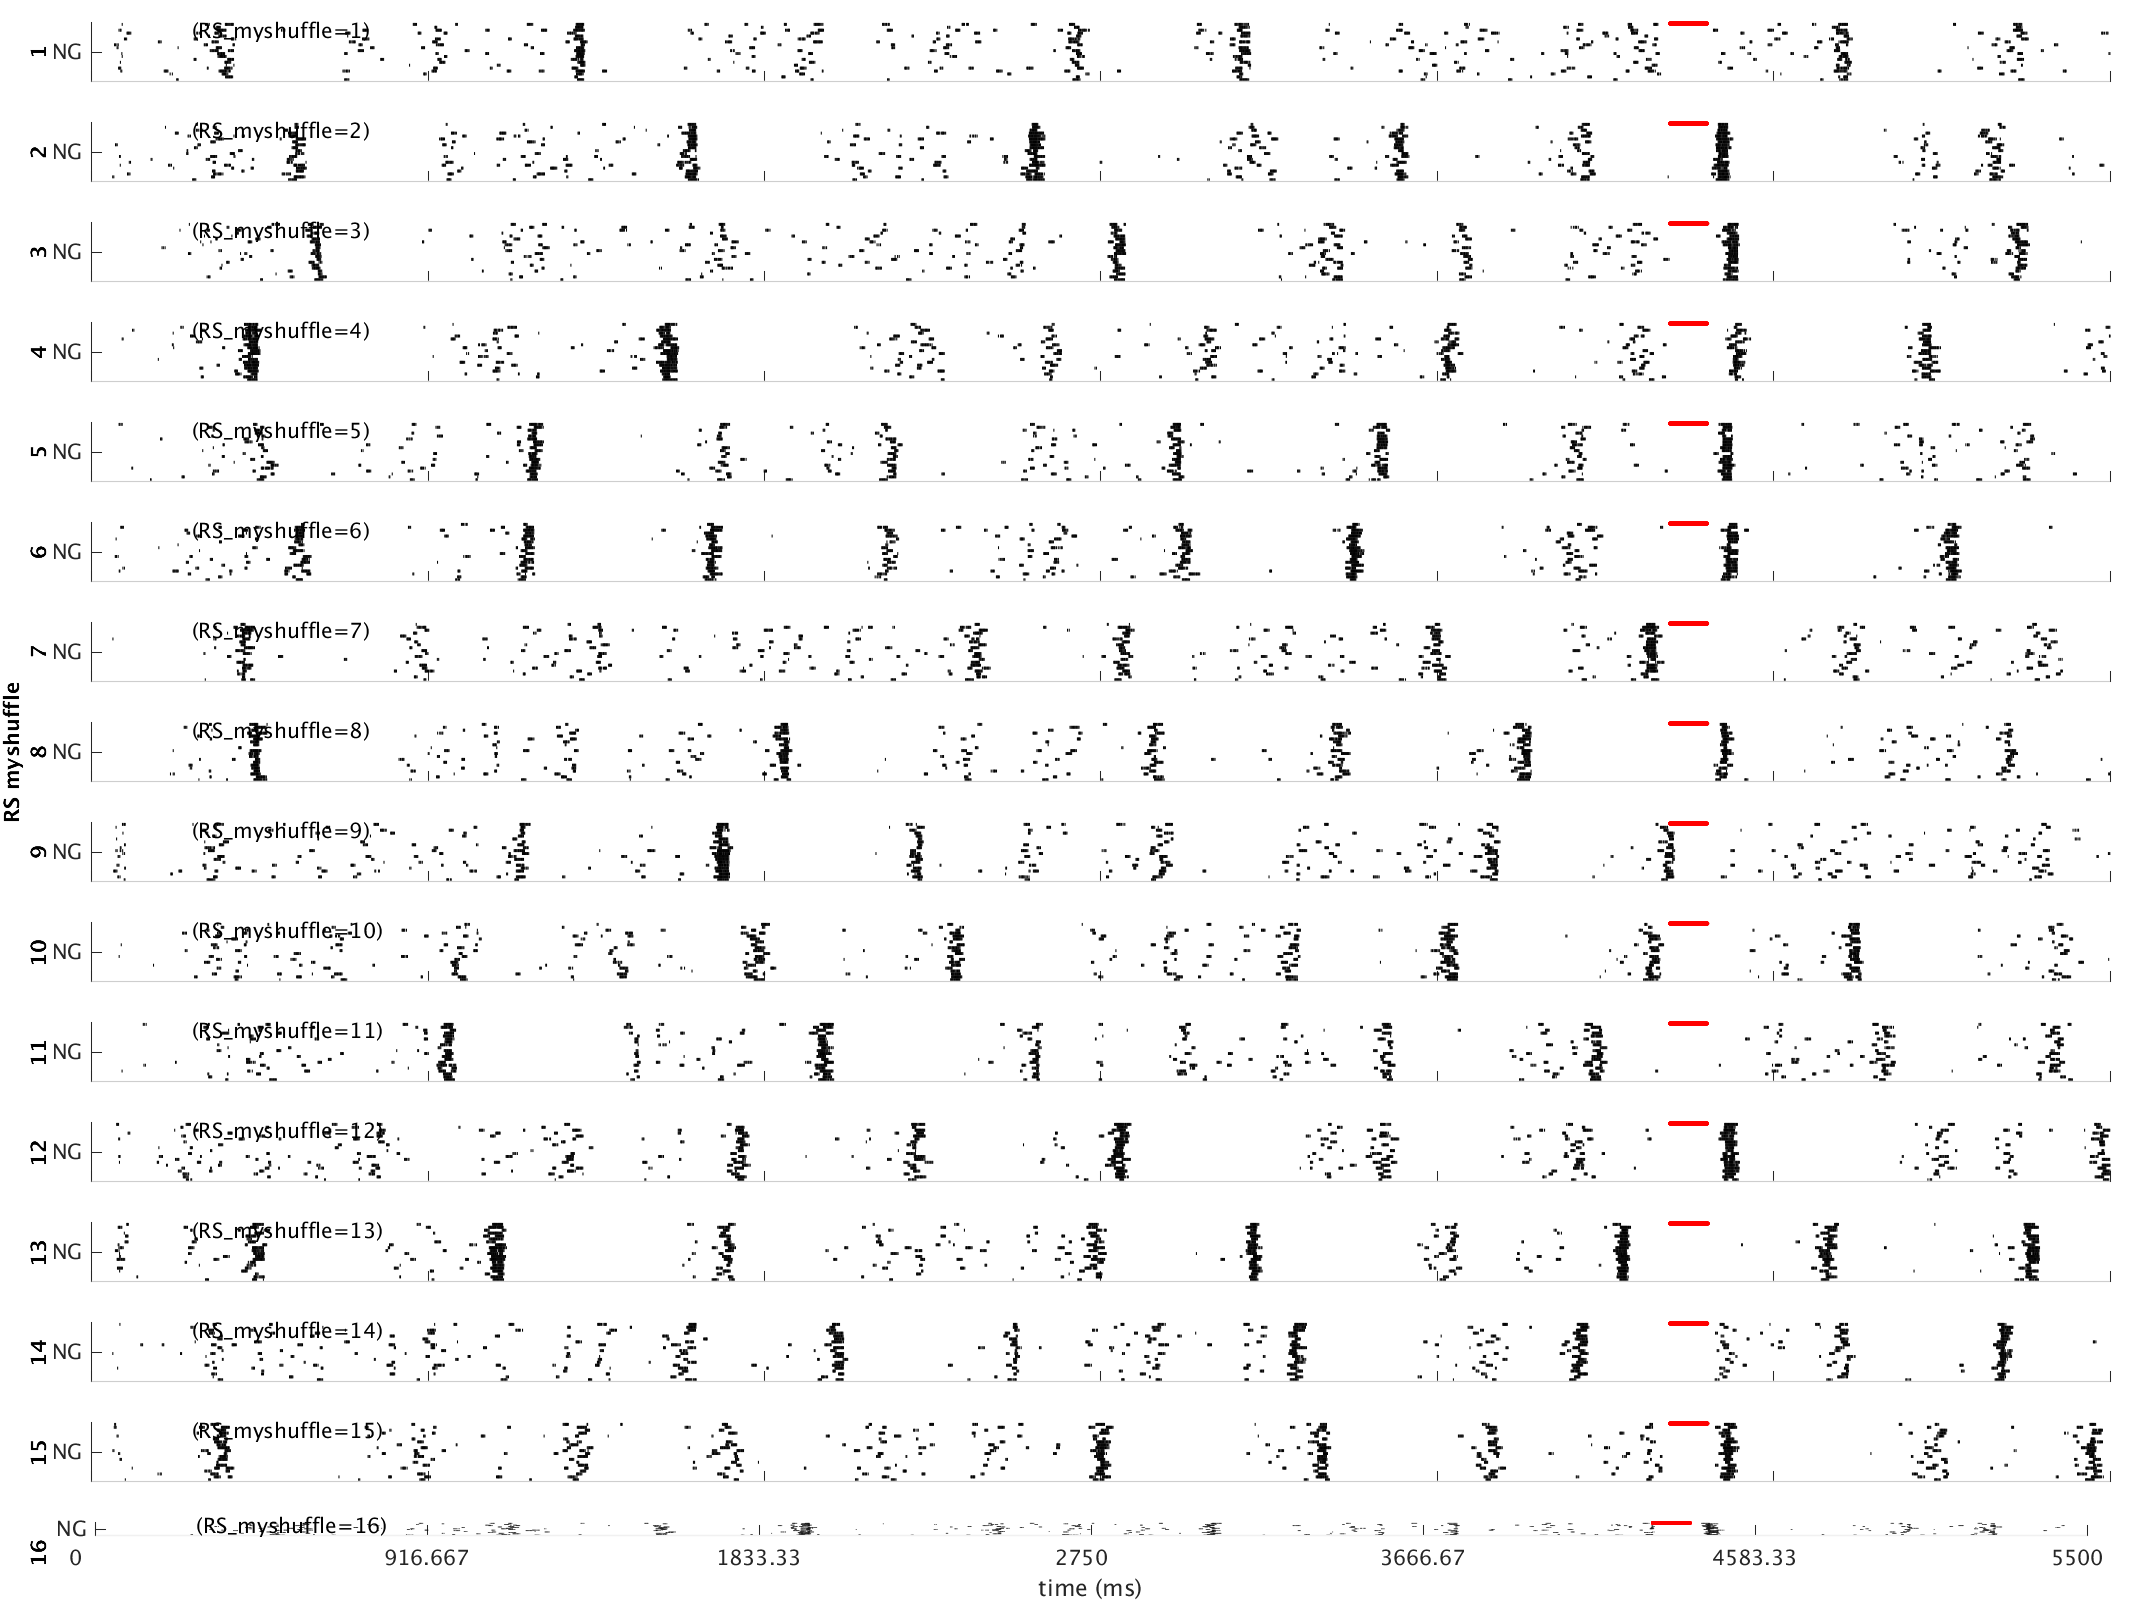 (RS_myshuffle=1)
1 NG
(RS_myshuffle=2)
2 NG
(RS_myshuffle=3)
3 NG
(RS_myshuffle=4)
4 NG
(RS_myshuffle=5)
5 NG
(RS_myshuffle=6)
6 NG
(RS_myshuffle=7)
7 NG
(RS_myshuffle=8)
8 NG
RS myshuffle
(RS_myshuffle=9)
9 NG
(RS_myshuffle=10)
10 NG
(RS_myshuffle=11)
11 NG
(RS_myshuffle=12)
12 NG
(RS_myshuffle=13)
13 NG
(RS_myshuffle=14)
14 NG
(RS_myshuffle=15)
15 NG
(RS_myshuffle=16)
16 NG
0 916.667 1833.33 2750 3666.67 4583.33 5500
time (ms)